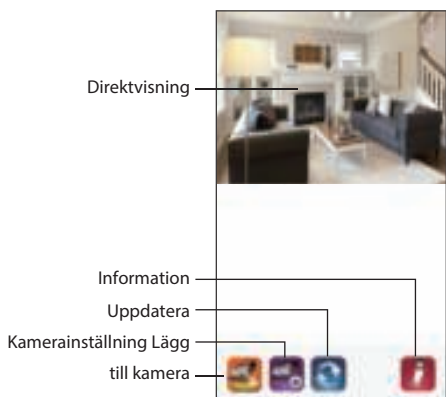 Direktvisning
Information
Uppdatera
Kamerainställning Lägg
till kamera